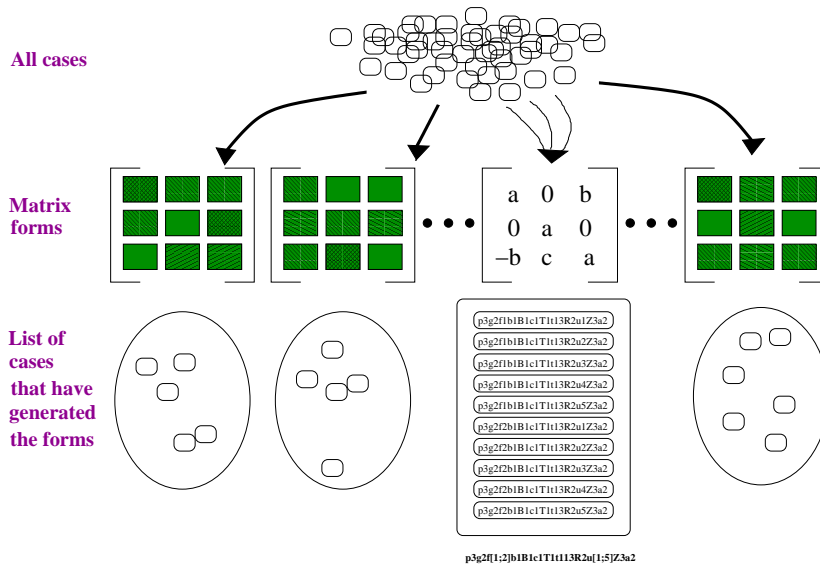 All cases
Matrix
forms
a 0 b
0 a 0
–b c a
List of
cases
that have
generated
the forms
p3g2f1b1B1c1T1t13R2u1Z3a2
p3g2f1b1B1c1T1t13R2u2Z3a2
p3g2f1b1B1c1T1t13R2u3Z3a2
p3g2f1b1B1c1T1t13R2u4Z3a2
p3g2f1b1B1c1T1t13R2u5Z3a2
p3g2f2b1B1c1T1t13R2u1Z3a2
p3g2f2b1B1c1T1t13R2u2Z3a2
p3g2f2b1B1c1T1t13R2u3Z3a2
p3g2f2b1B1c1T1t13R2u4Z3a2
p3g2f2b1B1c1T1t13R2u5Z3a2
p3g2f[1;2]b1B1c1T1t113R2u[1;5]Z3a2